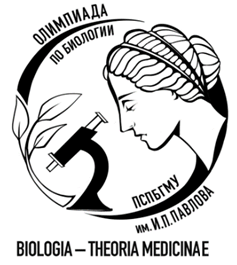 ОЛИМПИАДА
ПО БИОЛОГИИ
ПСПБГМУ
ИМ. И.П. ПАВЛОВА
BIOLOGIA – THEORIA MEDICINAE